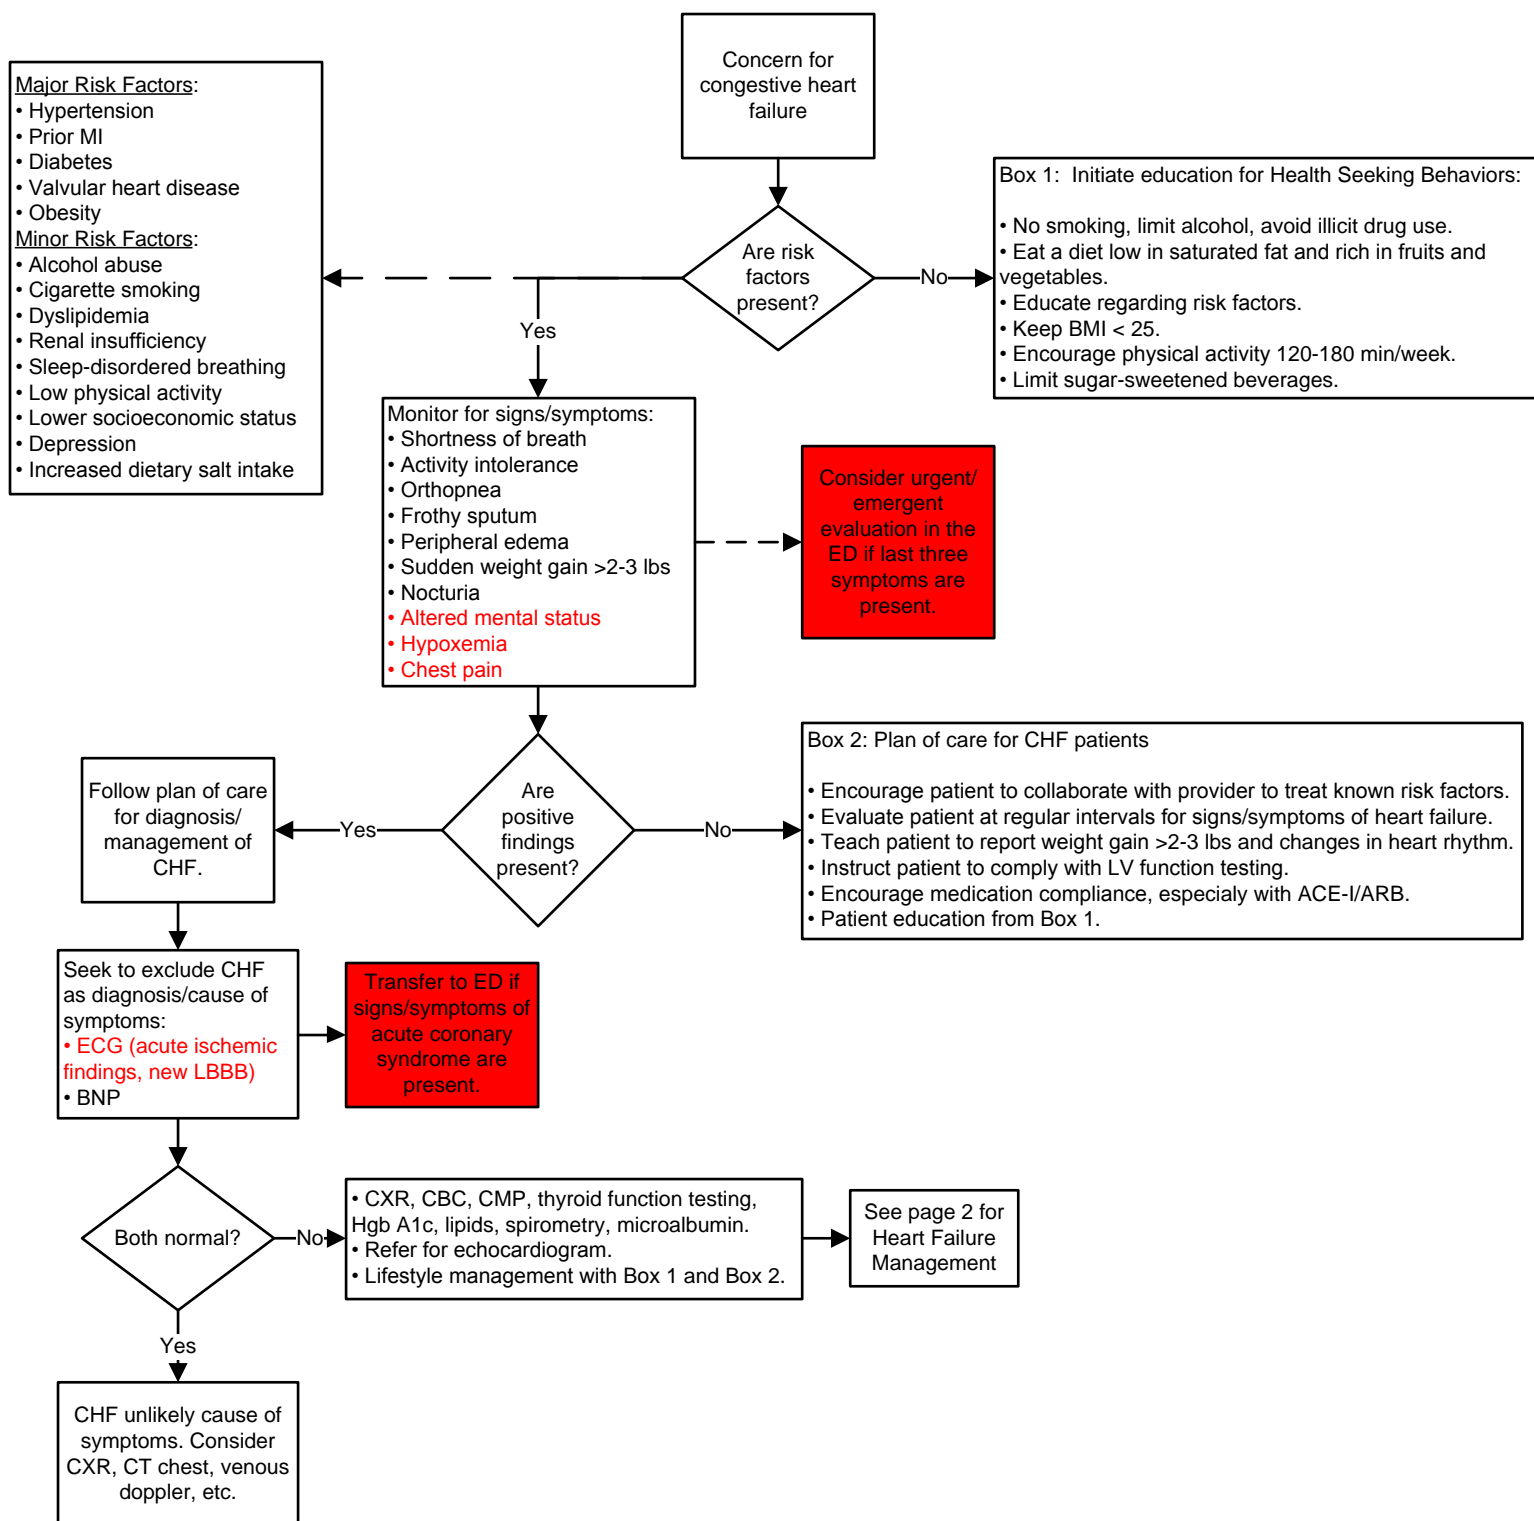 Concern for
congestive heart
failure
Major Risk Factors:
• Hypertension
• Prior MI
• Diabetes
• Valvular heart disease
• Obesity
Minor Risk Factors:
• Alcohol abuse
• Cigarette smoking
• Dyslipidemia
• Renal insufficiency
• Sleep-disordered breathing
• Low physical activity
• Lower socioeconomic status
• Depression
• Increased dietary salt intake
Are risk
factors
present?
No
Yes
Box 1:  Initiate education for Health Seeking Behaviors:
• No smoking, limit alcohol, avoid illicit drug use.
• Eat a diet low in saturated fat and rich in fruits and
vegetables.
• Educate regarding risk factors.
• Keep BMI < 25.
• Encourage physical activity 120-180 min/week.
• Limit sugar-sweetened beverages.
Monitor for signs/symptoms:
• Shortness of breath
• Activity intolerance
• Orthopnea
• Frothy sputum
• Peripheral edema
• Sudden weight gain >2-3 lbs
• Nocturia
• Altered mental status
• Hypoxemia
• Chest pain
Consider urgent/
emergent
evaluation in the
ED if last three
symptoms are
present.
Are
positive
findings
present?
Yes
No
Follow plan of care
for diagnosis/
management of
CHF.
Box 2: Plan of care for CHF patients
• Encourage patient to collaborate with provider to treat known risk factors.
• Evaluate patient at regular intervals for signs/symptoms of heart failure.
• Teach patient to report weight gain >2-3 lbs and changes in heart rhythm.
• Instruct patient to comply with LV function testing.
• Encourage medication compliance, especialy with ACE-I/ARB.
• Patient education from Box 1.
Seek to exclude CHF
as diagnosis/cause of
symptoms:
• ECG (acute ischemic
findings, new LBBB)
• BNP
Transfer to ED if
signs/symptoms of
acute coronary
syndrome are
present.
Both normal?
No
Yes
• CXR, CBC, CMP, thyroid function testing,
Hgb A1c, lipids, spirometry, microalbumin.
• Refer for echocardiogram.
• Lifestyle management with Box 1 and Box 2.
See page 2 for
Heart Failure
Management
CHF unlikely cause of
symptoms. Consider
CXR, CT chest, venous
doppler, etc.